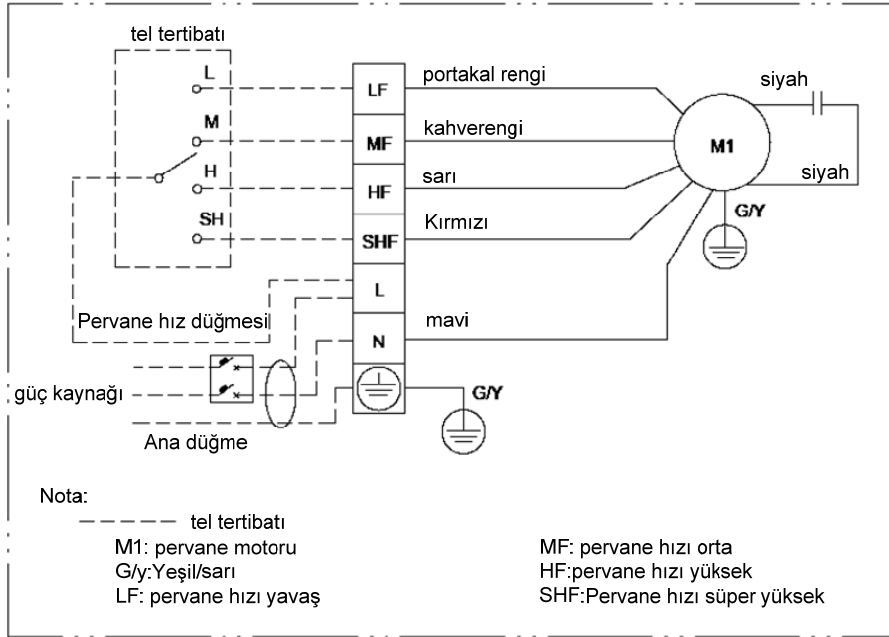 tel tertibatı
L
LF
portakal rengi
siyah
M
MF
kahverengi
M1
H
HF
sarı
siyah
SH
SHF
Kırmızı
G/Y
L
Pervane hız düğmesi
N
mavi
güç kaynağı
G/Y
Ana düğme
Nota:
tel tertibatı
M1: pervane motoru
G/y:Yeşil/sarı
LF: pervane hızı yavaş
MF: pervane hızı orta
HF:pervane hızı yüksek
SHF:Pervane hızı süper yüksek